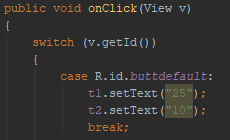 public void onClick(View v)
{
switch (v.getId())
{
case R.id.buttdefault:
t1.setText("25");
t2.setText("10");
break;